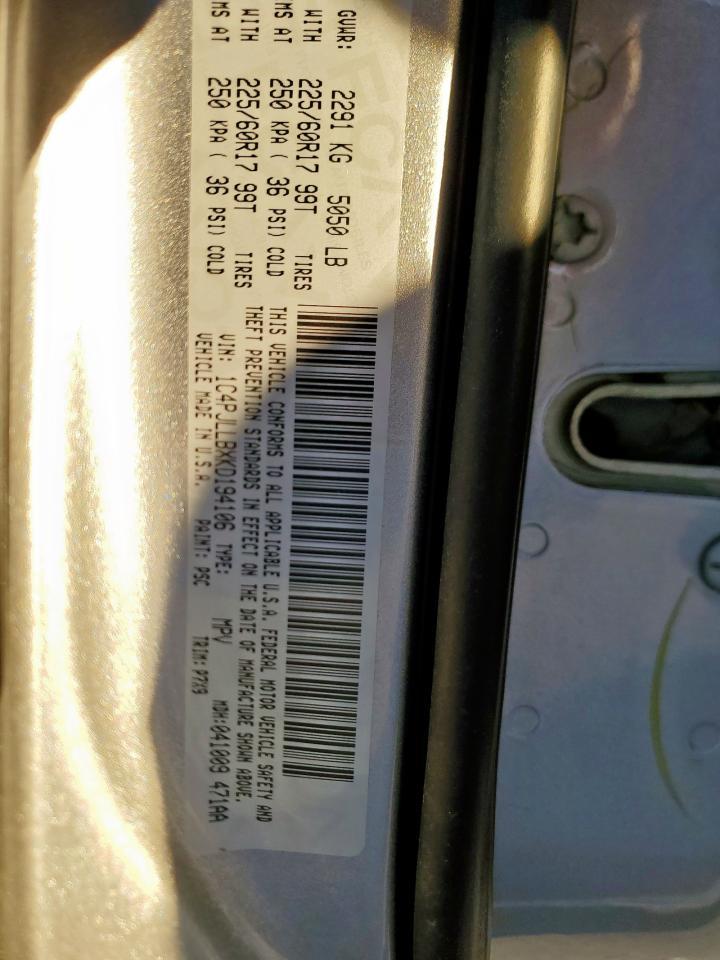 GVWR: 2291 KG 5050 LB
WITH 225/60R17 99T TIRES
MS AT 250 KPA ( 36 PSI) COLD
WITH 225/60R17 99T TIRES
MS AT 250 KPA ( 36 PSI) COLD
THIS VEHICLE CONFORMS TO ALL APPLICABLE U.S.A. FEDERAL MOTOR VEHICLE SAFETY AND
THEFT PREVENTION STANDARDS IN EFFECT ON THE DATE OF MANUFACTURE SHOWN ABOVE.
VIN: 1C4PJLLBXKD194106 TYPE: MPV MDH:041009 471AA
VEHICLE MADE IN U.S.A. PAINT: PSC TRIM: P7X9